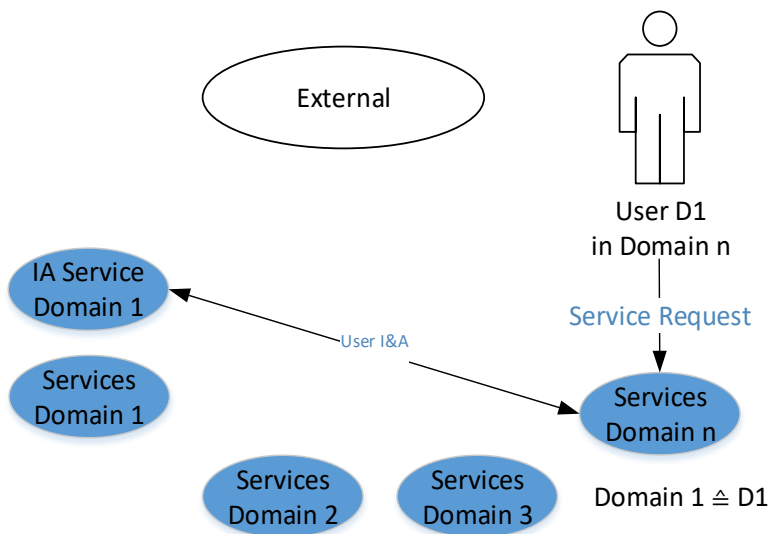 External
User D1
in Domain n
IA Service
Domain 1
Service Request
User I&A
Services
Domain 1
Services
Domain n
Services
Domain 2
Services
Domain 3
Domain 1 ≙ D1